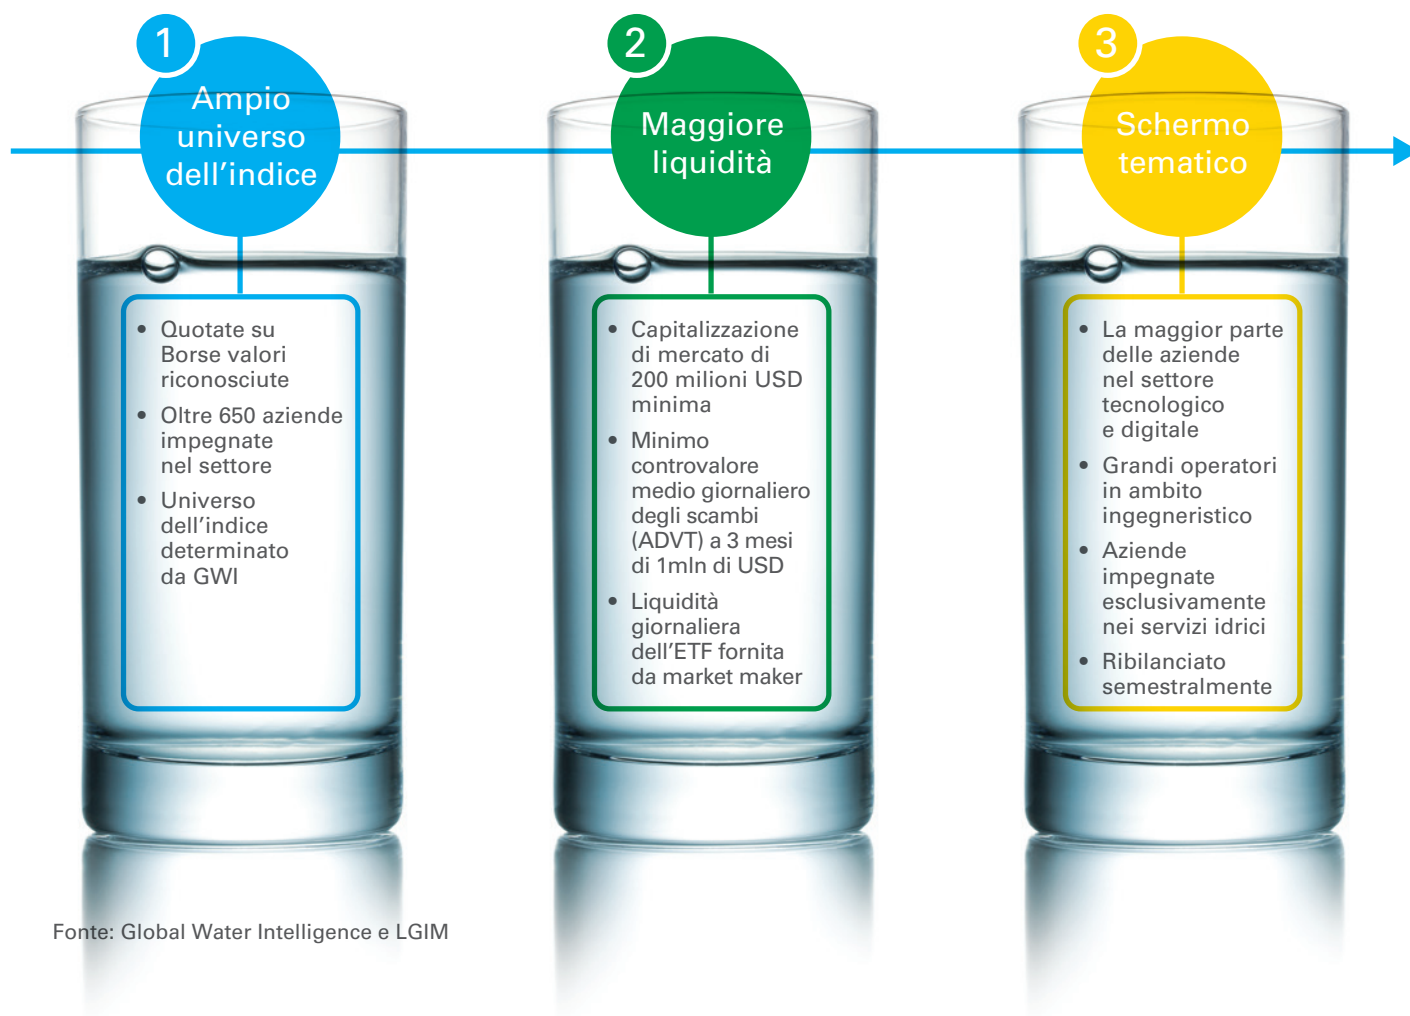 1
Ampio
universo
dell'indice
• Quotate su
Borse valori
riconosciute
• Oltre 650 aziende
impegnate
nel settore
• Universo
dell'indice
determinato
da GWI
2
Maggiore
liquidità
• Capitalizzazione
di mercato di
200 milioni USD
minima
• Minimo
controvalore
medio giornaliero
degli scambi
(ADVT) a 3 mesi
di 1mln di USD
• Liquidità
giornaliera
dell'ETF fornita
da market maker
3
Schermo
tematico
• La maggior parte
delle aziende
nel settore
tecnologico
e digitale
• Grandi operatori
in ambito
ingegneristico
• Aziende
impegnate
esclusivamente
nei servizi idrici
• Ribilanciato
semestralmente
Fonte: Global Water Intelligence e LGIM